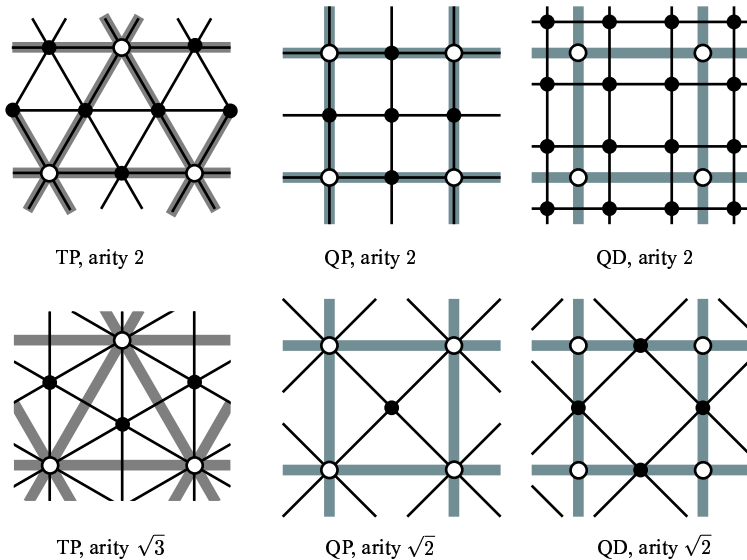 TP, arity 2
QP, arity 2
QD, arity 2
TP, arity √3
QP, arity √2
QD, arity √2